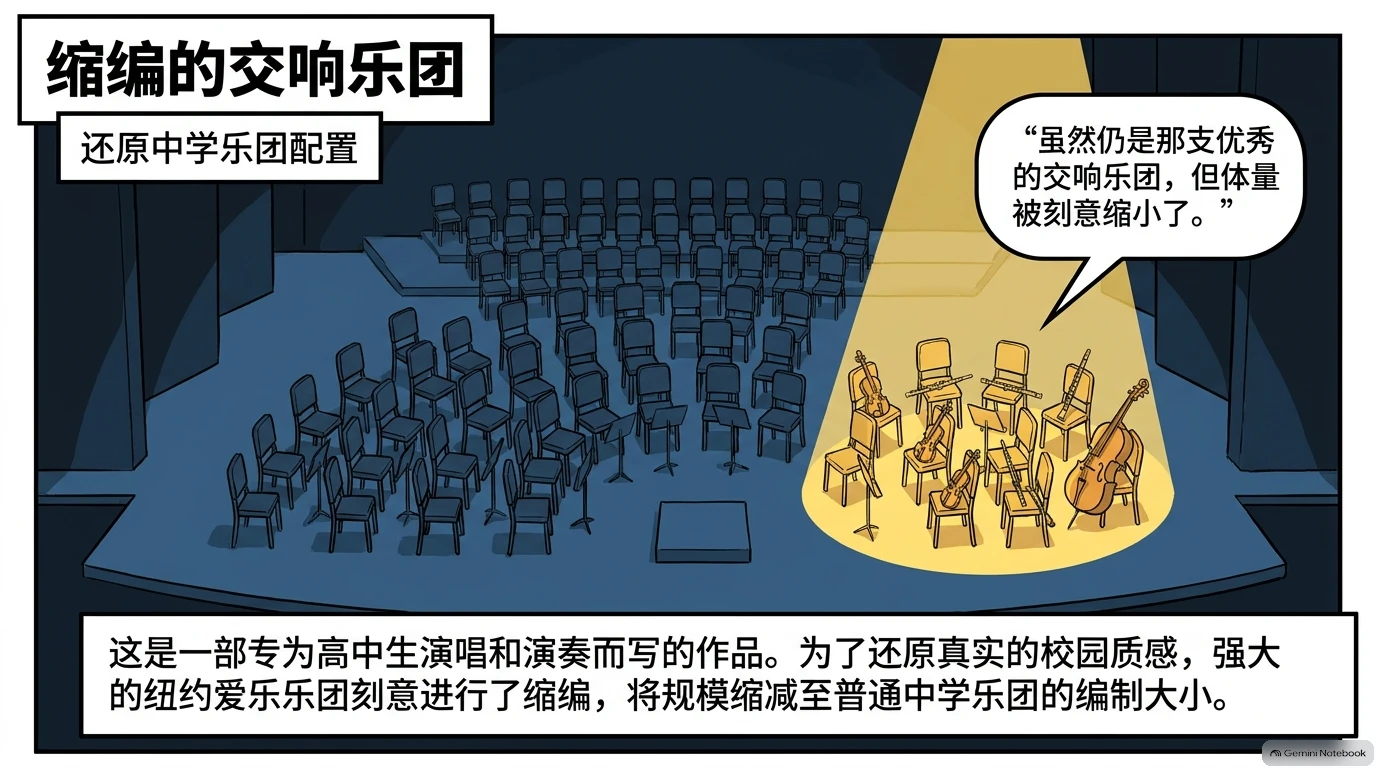 缩编的交响乐团
还原中学乐团配置
“虽然仍是那支优秀
的交响乐团，但体量
被刻意缩小了。”
这是一部专为高中生演唱和演奏而写的作品。为了还原真实的校园质感，强大
的纽约爱乐乐团刻意进行了缩编，将规模缩减至普通中学乐团的编制大小。
Gemini Notebook